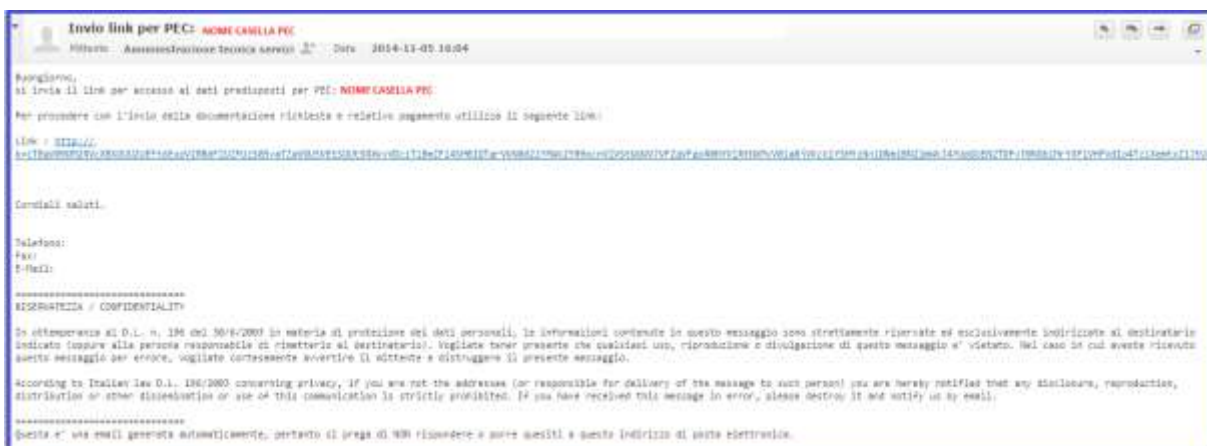 Invio link per PEC: NOME CASELLA PEC
Mittente Amministrazione tecnica servizi Data 2014-11-05 16:04
Buongiorno,
si invia il link per accesso ai dati predisposti per PEC: NOME CASELLA PEC
Per procedere con l'invio della documentazione richiesta e relativo pagamento utilizza il seguente link:
Link : http://
Cordiali saluti.
Telefono:
Fax:
E-Mail:
==============================
RISERVATEZZA / CONFIDENTIALITY
In ottemperanza al D.L. n. 196 del 30/6/2003 in materia di protezione dei dati personali, le informazioni contenute in questo messaggio sono strettamente riservate ed esclusivamente indirizzate al destinatario
indicato (oppure alla persona responsabile di rimetterlo al destinatario). Vogliate tener presente che qualsiasi uso, riproduzione o divulgazione di questo messaggio e' vietato. Nel caso in cui aveste ricevuto
questo messaggio per errore, vogliate cortesemente avvertire il mittente e distruggere il presente messaggio.
According to Italian law D.L. 196/2003 concerning privacy, if you are not the addressee (or responsible for delivery of the message to such person) you are hereby notified that any disclosure, reproduction,
distribution or other dissemination or use of this communication is strictly prohibited. If you have received this message in error, please destroy it and notify us by email.
==============================
Questa e' una email generata automaticamente, pertanto si prega di NON rispondere o porre quesiti a questo indirizzo di posta elettronica.